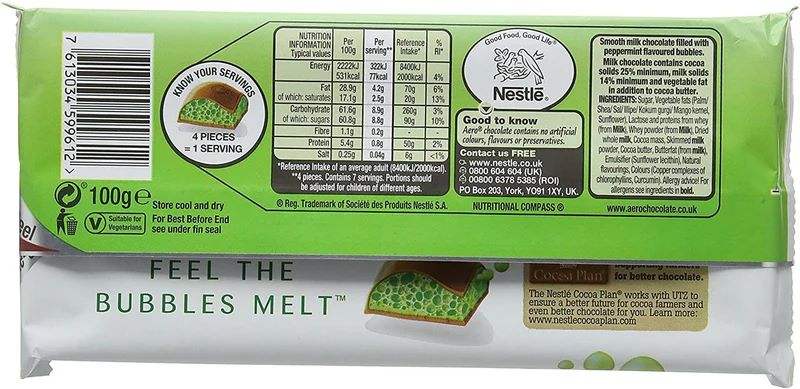 7 613034 599612
KNOW YOUR SERVINGS
4 PIECES
= 1 SERVING
100g e
Store cool and dry
For Best Before End
see under fin seal
V Suitable for
Vegetarians
NUTRITION INFORMATION Typical values | Per 100g | Per serving** | Reference Intake* | % RI*
Energy 2222kJ 322kJ 8400kJ
531kcal 77kcal 2000kcal 4%
Fat 28.9g 4.2g 70g 6%
of which: saturates 17.1g 2.5g 20g 13%
Carbohydrate 61.6g 8.9g 260g 3%
of which: sugars 60.8g 8.8g 90g 10%
Fibre 1.1g 0.2g - -
Protein 5.4g 0.8g 50g 2%
Salt 0.25g 0.04g 6g <1%
*Reference Intake of an average adult (8400kJ/2000kcal).
**4 pieces. Contains 7 servings. Portions should
be adjusted for children of different ages.
® Reg. Trademark of Société des Produits Nestlé S.A.
Good Food, Good Life®
Nestlé®
Good to know
Aero® chocolate contains no artificial
colours, flavours or preservatives.
Contact us FREE
www.nestle.co.uk
0800 604 604 (UK)
00800 6378 5385 (ROI)
PO Box 203, York, YO91 1XY, UK.
NUTRITIONAL COMPASS ®
Smooth milk chocolate filled with
peppermint flavoured bubbles.
Milk chocolate contains cocoa
solids 25% minimum, milk solids
14% minimum and vegetable fat
in addition to cocoa butter.
INGREDIENTS: Sugar, Vegetable fats (Palm/
Shea/ Sal/ Illipe/ Kokum gurgi/ Mango kernel,
Sunflower), Lactose and proteins from whey
(from Milk), Whey powder (from Milk), Dried
whole milk, Cocoa mass, Skimmed milk
powder, Cocoa butter, Butterfat (from milk),
Emulsifier (Sunflower lecithin), Natural
flavourings, Colours (Copper complexes of
chlorophyllins, Curcumin). Allergy advice! For
allergens see ingredients in bold.
www.aerochocolate.co.uk
FEEL THE
BUBBLES MELT™
Cocoa Plan®
supporting farmers
for better chocolate.
The Nestlé Cocoa Plan® works with UTZ to
ensure a better future for cocoa farmers and
even better chocolate for you. Learn more:
www.nestlecocoaplan.com